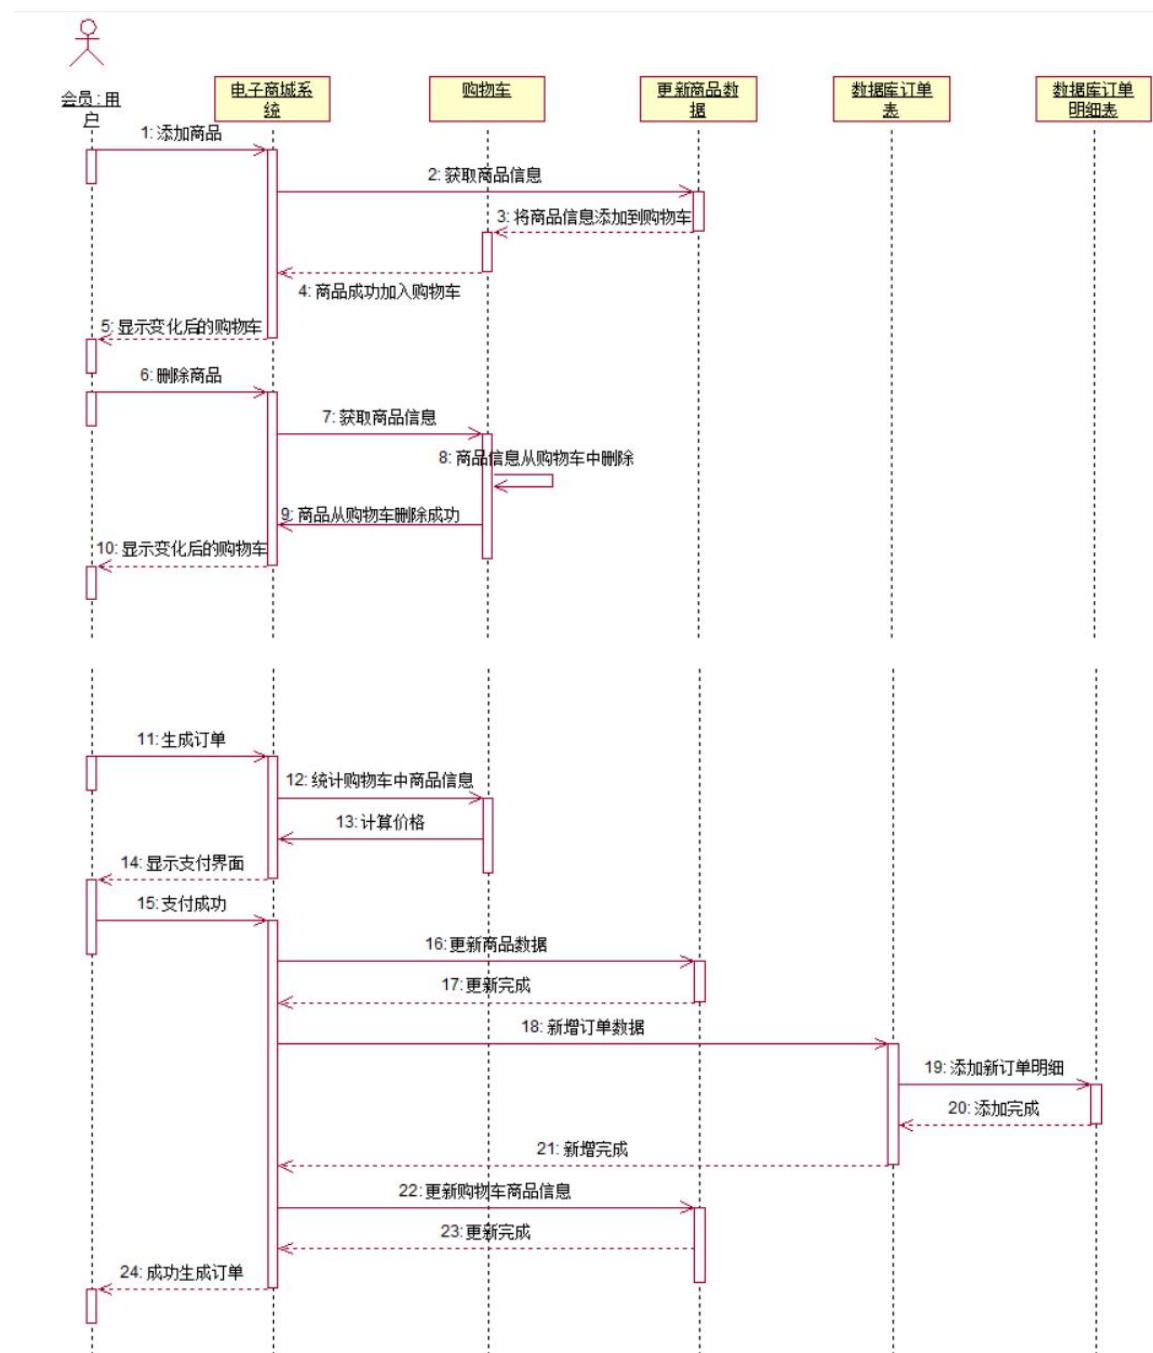 会员:用
户
电子商城系
统
购物车
更新商品数
据
数据库订单
表
数据库订单
明细表
1: 添加商品
2: 获取商品信息
3: 将商品信息添加到购物车
4: 商品成功加入购物车
5: 显示变化后的购物车
6: 删除商品
7: 获取商品信息
8: 商品信息从购物车中删除
9: 商品从购物车删除成功
10: 显示变化后的购物车
11: 生成订单
12: 统计购物车中商品信息
13: 计算价格
14: 显示支付界面
15: 支付成功
16: 更新商品数据
17: 更新完成
18: 新增订单数据
19: 添加新订单明细
20: 添加完成
21: 新增完成
22: 更新购物车商品信息
23: 更新完成
24: 成功生成订单